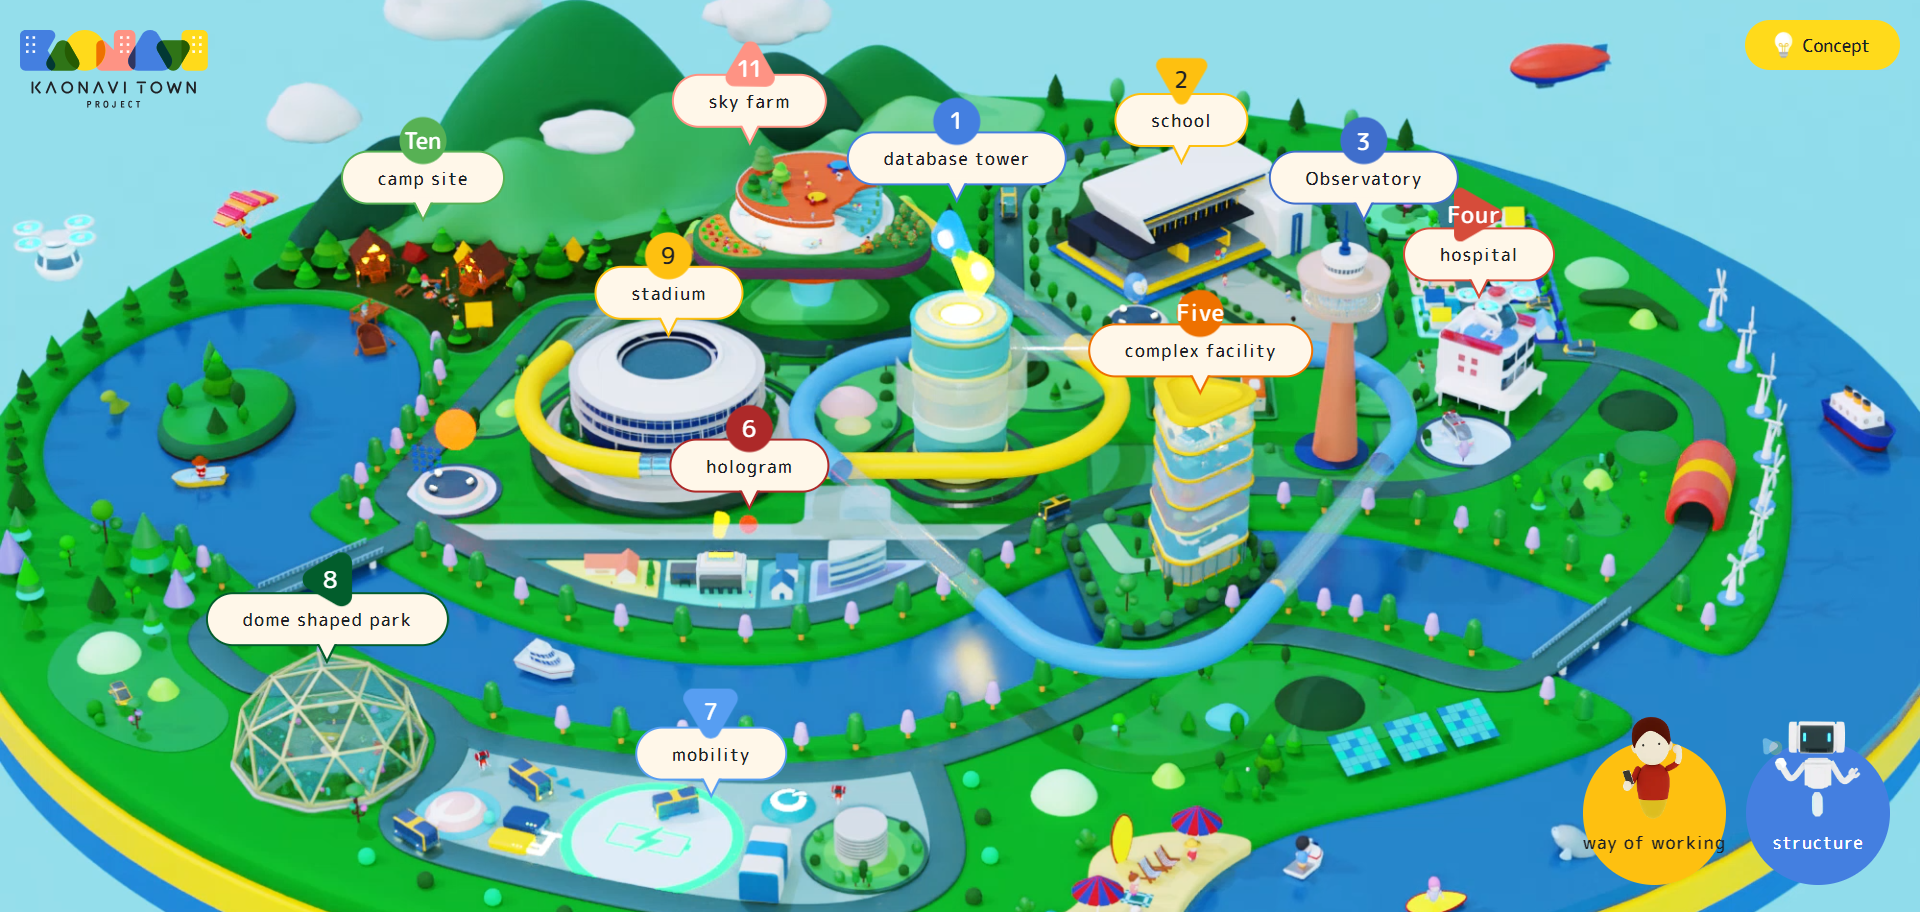 KAONAVI TOWN
PROJECT
Concept
11
sky farm
2
school
1
database tower
3
Observatory
Ten
camp site
Four
hospital
9
stadium
Five
complex facility
6
hologram
8
dome shaped park
7
mobility
way of working
structure